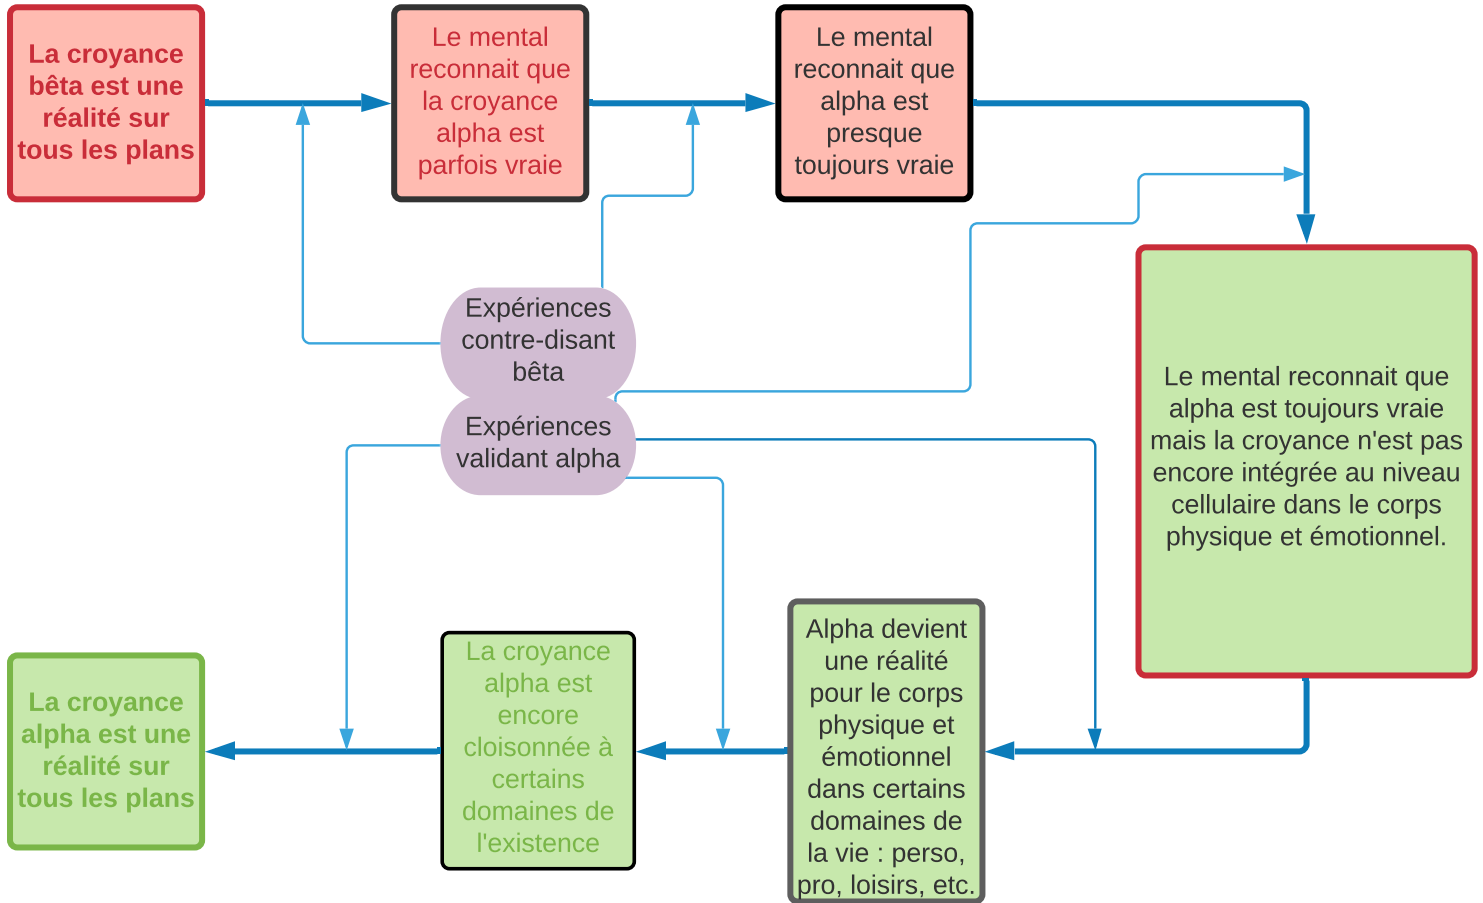 La croyance
bêta est une
réalité sur
tous les plans
Le mental
reconnait que
la croyance
alpha est
parfois vraie
Le mental
reconnait que
alpha est
presque
toujours vraie
Expériences
contre-disant
bêta
Expériences
validant alpha
Le mental reconnait que
alpha est toujours vraie
mais la croyance n'est pas
encore intégrée au niveau
cellulaire dans le corps
physique et émotionnel.
Alpha devient
une réalité
pour le corps
physique et
émotionnel
dans certains
domaines de
la vie : perso,
pro, loisirs, etc.
La croyance
alpha est
encore
cloisonnée à
certains
domaines de
l'existence
La croyance
alpha est une
réalité sur
tous les plans